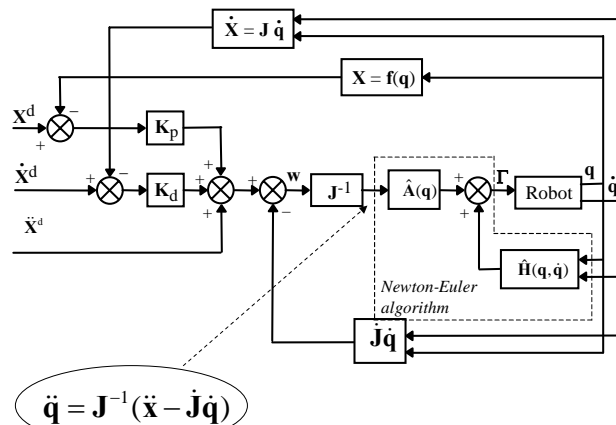 Ẋ = J q̇
X = f(q)
X^d
−
+
K_p
Ẋ^d
+
−
K_d
+
+
+
+
−
w
J^-1
Â(q)
+
+
Γ
Robot
q
q̇
Ẍ^d
Ĥ(q, q̇)
Newton-Euler
algorithm
J̇q̇
q̈ = J^−1(ẍ − J̇q̇)